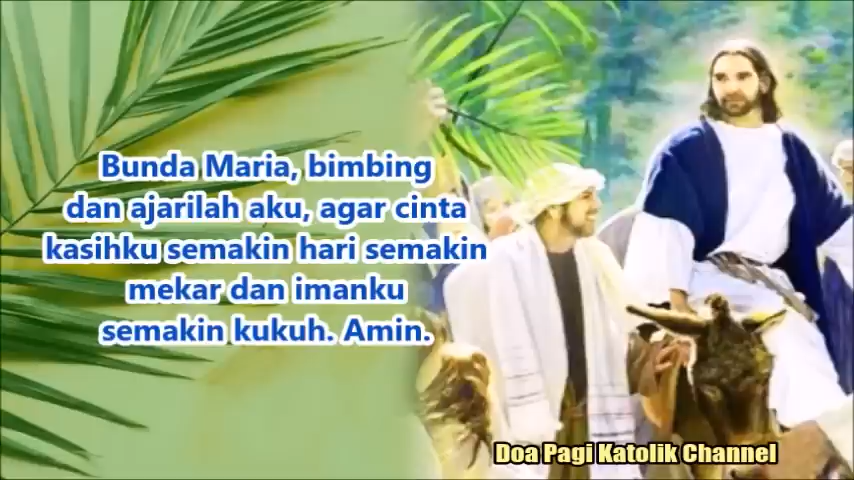 Bunda Maria, bimbing
dan ajarilah aku, agar cinta
kasihku semakin hari semakin
mekar dan imanku
semakin kukuh. Amin.
Doa Pagi Katolik Channel